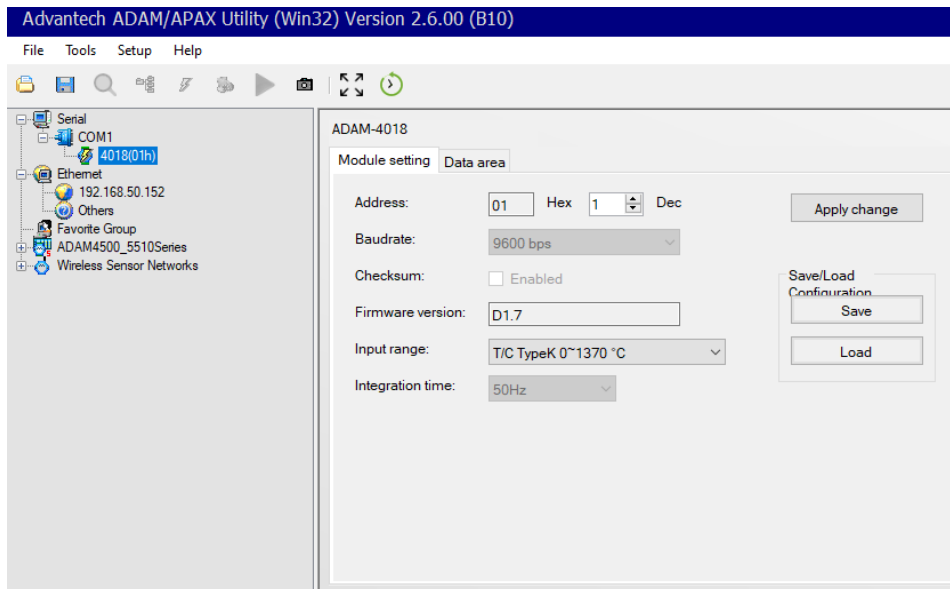 Advantech ADAM/APAX Utility (Win32) Version 2.6.00 (B10)
File Tools Setup Help
Serial
COM1
4018(01h)
Ethernet
192.168.50.152
Others
Favorite Group
ADAM4500_5510Series
Wireless Sensor Networks
ADAM-4018
Module setting Data area
Address: 01 Hex 1 Dec
Apply change
Baudrate: 9600 bps
Checksum: Enabled
Firmware version: D1.7
Input range: T/C TypeK 0~1370 °C
Integration time: 50Hz
Save/Load
Configuration
Save
Load